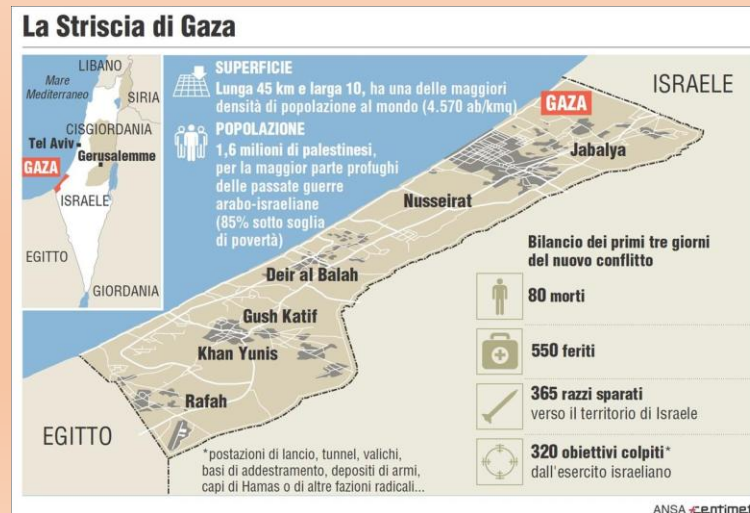 La Striscia di Gaza
LIBANO
Mare
Mediterraneo
SIRIA
CISGIORDANIA
Tel Aviv
Gerusalemme
GAZA
ISRAELE
EGITTO
GIORDANIA
SUPERFICIE
Lunga 45 km e larga 10, ha una delle maggiori
densità di popolazione al mondo (4.570 ab/kmq)
POPOLAZIONE
1,6 milioni di palestinesi,
per la maggior parte profughi
delle passate guerre
arabo-israeliane
(85% sotto soglia
di povertà)
ISRAELE
GAZA
Jabalya
Nusseirat
Deir al Balah
Gush Katif
Khan Yunis
Rafah
EGITTO
*postazioni di lancio, tunnel, valichi,
basi di addestramento, depositi di armi,
capi di Hamas o di altre fazioni radicali...
Bilancio dei primi tre giorni
del nuovo conflitto
80 morti
550 feriti
365 razzi sparati
verso il territorio di Israele
320 obiettivi colpiti*
dall'esercito israeliano
ANSA centimet